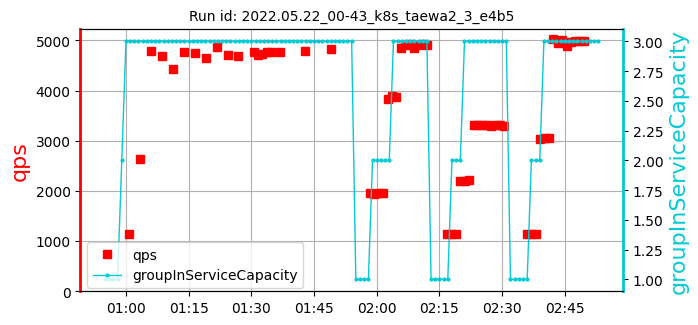 Run id: 2022.05.22_00-43_k8s_taewa2_3_e4b5
qps
5000
4000
3000
2000
1000
0
qps
groupInServiceCapacity
01:00 01:15 01:30 01:45 02:00 02:15 02:30 02:45
3.00
2.75
2.50
2.25
2.00
1.75
1.50
1.25
1.00
groupInServiceCapacity